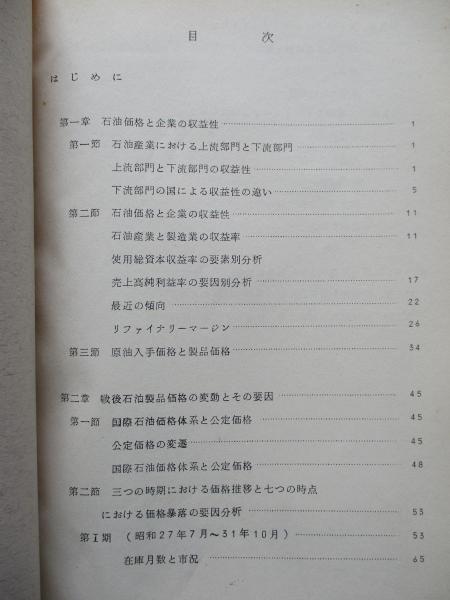 目 次
はじめに
第一章 石油価格と企業の収益性 1
第一節 石油産業における上流部門と下流部門 1
上流部門と下流部門の収益性 1
下流部門の国による収益性の違い 5
第二節 石油価格と企業の収益性 11
石油産業と製造業の収益率 11
使用総資本収益率の要素別分析
売上高純利益率の要因別分析 17
最近の傾向 22
リファイナリーマージン 26
第三節 原油入手価格と製品価格 34
第二章 戦後石油製品価格の変動とその要因 45
第一節 国際石油価格体系と公定価格 45
公定価格の変遷 45
国際石油価格体系と公定価格 48
第二節 三つの時期における価格推移と七つの時点
における価格暴落の要因分析 53
第Ⅰ期 (昭和27年7月〜31年10月) 53
在庫月数と市況 65